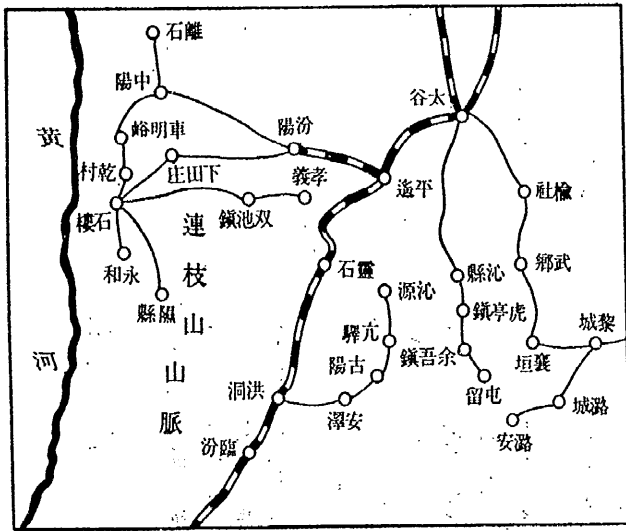 離石
中陽
太谷
汾陽
黃河
車明峪
下田庄
乾村
孝義
平遙
榆社
石樓
双池鎮
連枝山山脈
武鄉
永和
靈石
沁縣
隰縣
沁源
虎亭鎮
亢驛
黎城
古陽
余吾鎮
襄垣
洪洞
安澤
屯留
潞城
臨汾
潞安